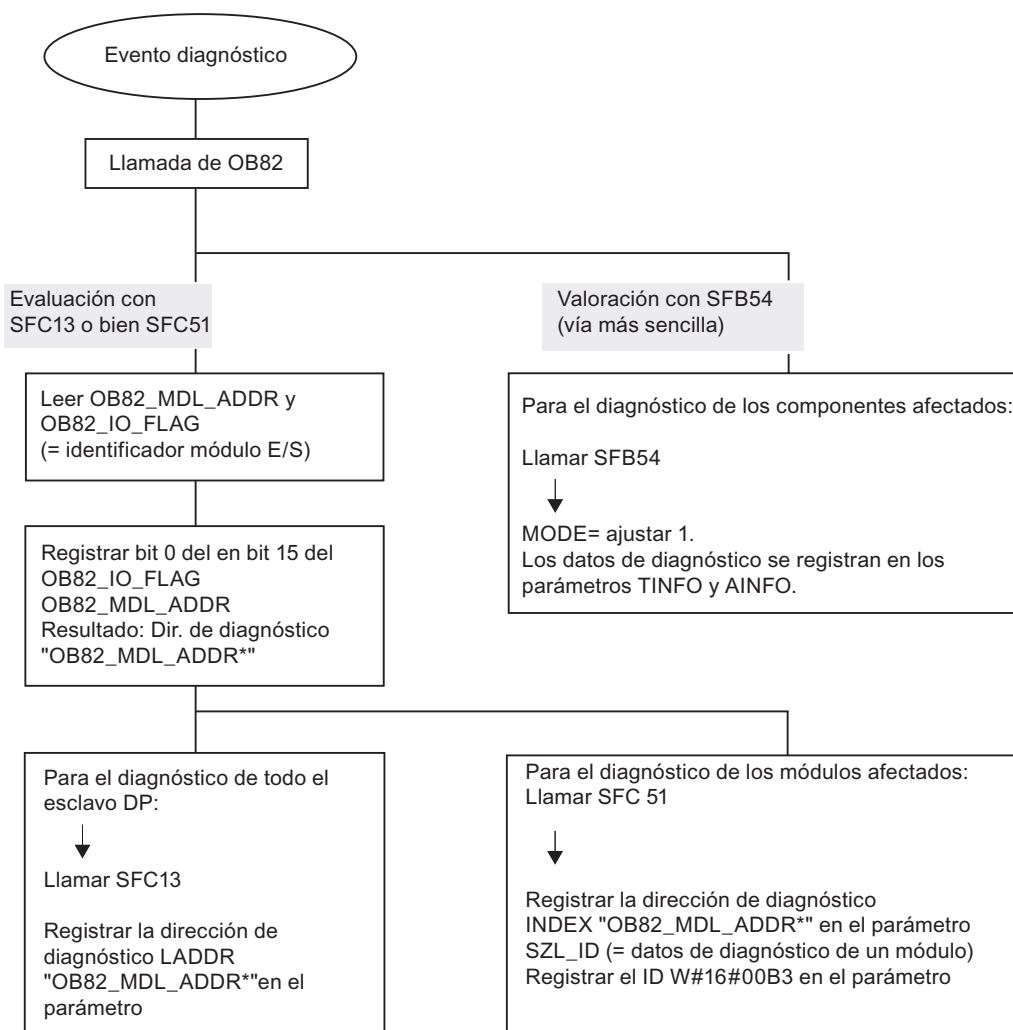 Evento diagnóstico
Llamada de OB82
Evaluación con
SFC13 o bien SFC51
Valoración con SFB54
(vía más sencilla)
Leer OB82_MDL_ADDR y
OB82_IO_FLAG
(= identificador módulo E/S)
Para el diagnóstico de los componentes afectados:
Llamar SFB54
MODE= ajustar 1.
Los datos de diagnóstico se registran en los
parámetros TINFO y AINFO.
Registrar bit 0 del en bit 15 del
OB82_IO_FLAG
OB82_MDL_ADDR
Resultado: Dir. de diagnóstico
"OB82_MDL_ADDR*"
Para el diagnóstico de todo el
esclavo DP:
Llamar SFC13
Registrar la dirección de
diagnóstico LADDR
"OB82_MDL_ADDR*"en el
parámetro
Para el diagnóstico de los módulos afectados:
Llamar SFC 51
Registrar la dirección de diagnóstico
INDEX "OB82_MDL_ADDR*" en el parámetro
SZL_ID (= datos de diagnóstico de un módulo)
Registrar el ID W#16#00B3 en el parámetro